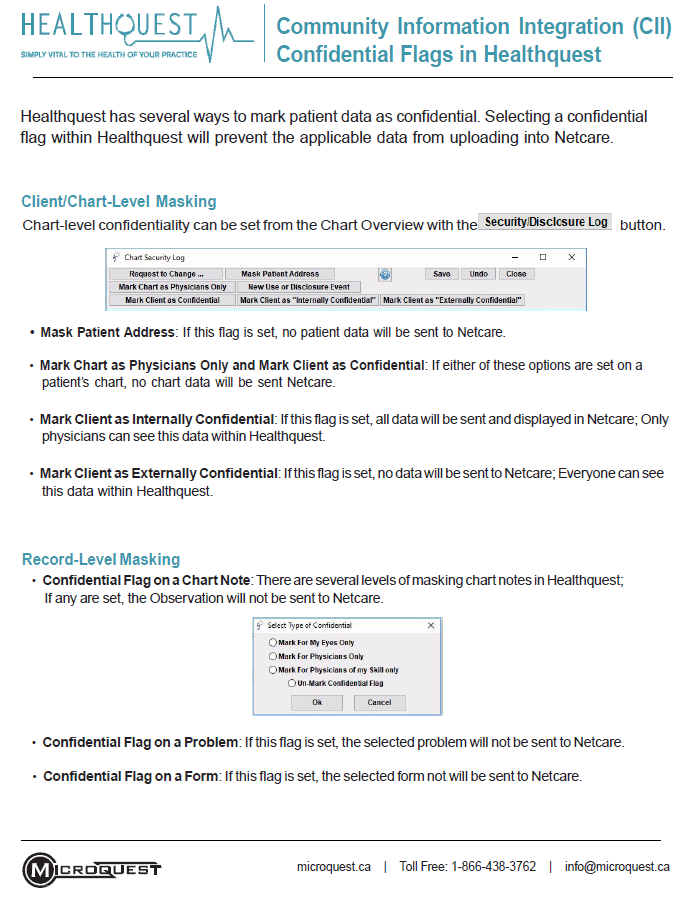 HEALTHQUEST
SIMPLY VITAL TO THE HEALTH OF YOUR PRACTICE
Community Information Integration (CII)
Confidential Flags in Healthquest
Healthquest has several ways to mark patient data as confidential. Selecting a confidential
flag within Healthquest will prevent the applicable data from uploading into Netcare.
Client/Chart-Level Masking
Chart-level confidentiality can be set from the Chart Overview with the Security/Disclosure Log button.
Chart Security Log
Request to Change ... Mask Patient Address Save Undo Close
Mark Chart as Physicians Only New Use or Disclosure Event
Mark Client as Confidential Mark Client as "Internally Confidential" Mark Client as "Externally Confidential"
• Mask Patient Address: If this flag is set, no patient data will be sent to Netcare.
• Mark Chart as Physicians Only and Mark Client as Confidential: If either of these options are set on a
patient's chart, no chart data will be sent Netcare.
• Mark Client as Internally Confidential: If this flag is set, all data will be sent and displayed in Netcare; Only
physicians can see this data within Healthquest.
• Mark Client as Externally Confidential: If this flag is set, no data will be sent to Netcare; Everyone can see
this data within Healthquest.
Record-Level Masking
• Confidential Flag on a Chart Note: There are several levels of masking chart notes in Healthquest;
If any are set, the Observation will not be sent to Netcare.
Select Type of Confidential
Mark For My Eyes Only
Mark For Physicians Only
Mark For Physicians of my Skill only
Un-Mark Confidential Flag
Ok Cancel
• Confidential Flag on a Problem: If this flag is set, the selected problem will not be sent to Netcare.
• Confidential Flag on a Form: If this flag is set, the selected form not will be sent to Netcare.
MICROQUEST
microquest.ca | Toll Free: 1-866-438-3762 | info@microquest.ca